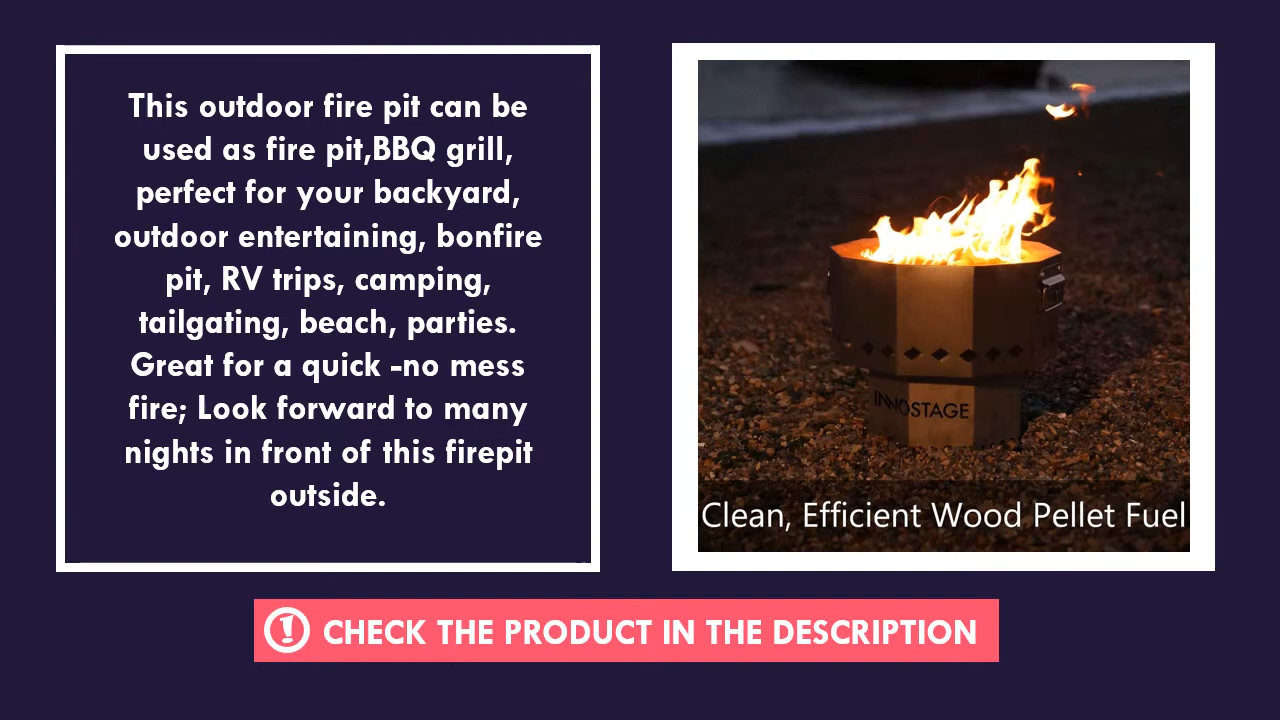 This outdoor fire pit can be
used as fire pit,BBQ grill,
perfect for your backyard,
outdoor entertaining, bonfire
pit, RV trips, camping,
tailgating, beach, parties.
Great for a quick -no mess
fire; Look forward to many
nights in front of this firepit
outside.
INNOSTAGE
Clean, Efficient Wood Pellet Fuel
CHECK THE PRODUCT IN THE DESCRIPTION